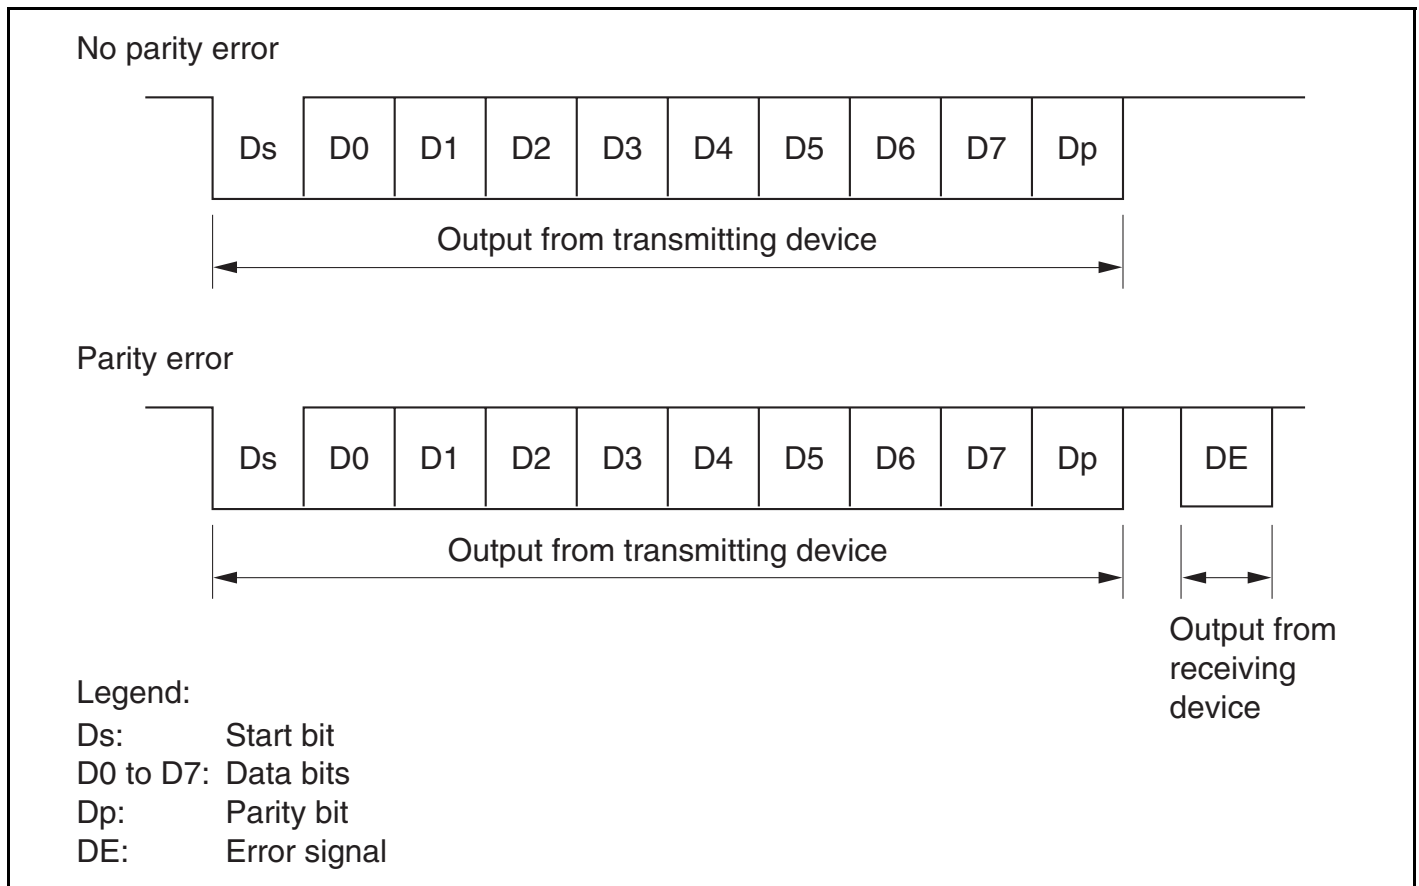 No parity error
Ds D0 D1 D2 D3 D4 D5 D6 D7 Dp
Output from transmitting device
Parity error
Ds D0 D1 D2 D3 D4 D5 D6 D7 Dp DE
Output from transmitting device
Output from
receiving
device
Legend:
Ds: Start bit
D0 to D7: Data bits
Dp: Parity bit
DE: Error signal